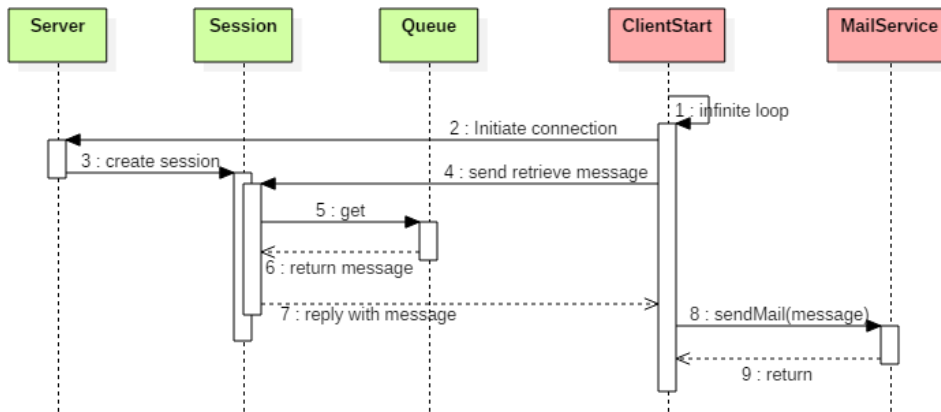 Server
Session
Queue
ClientStart
MailService
1 : infinite loop
2 : Initiate connection
3 : create session
4 : send retrieve message
5 : get
6 : return message
7 : reply with message
8 : sendMail(message)
9 : return